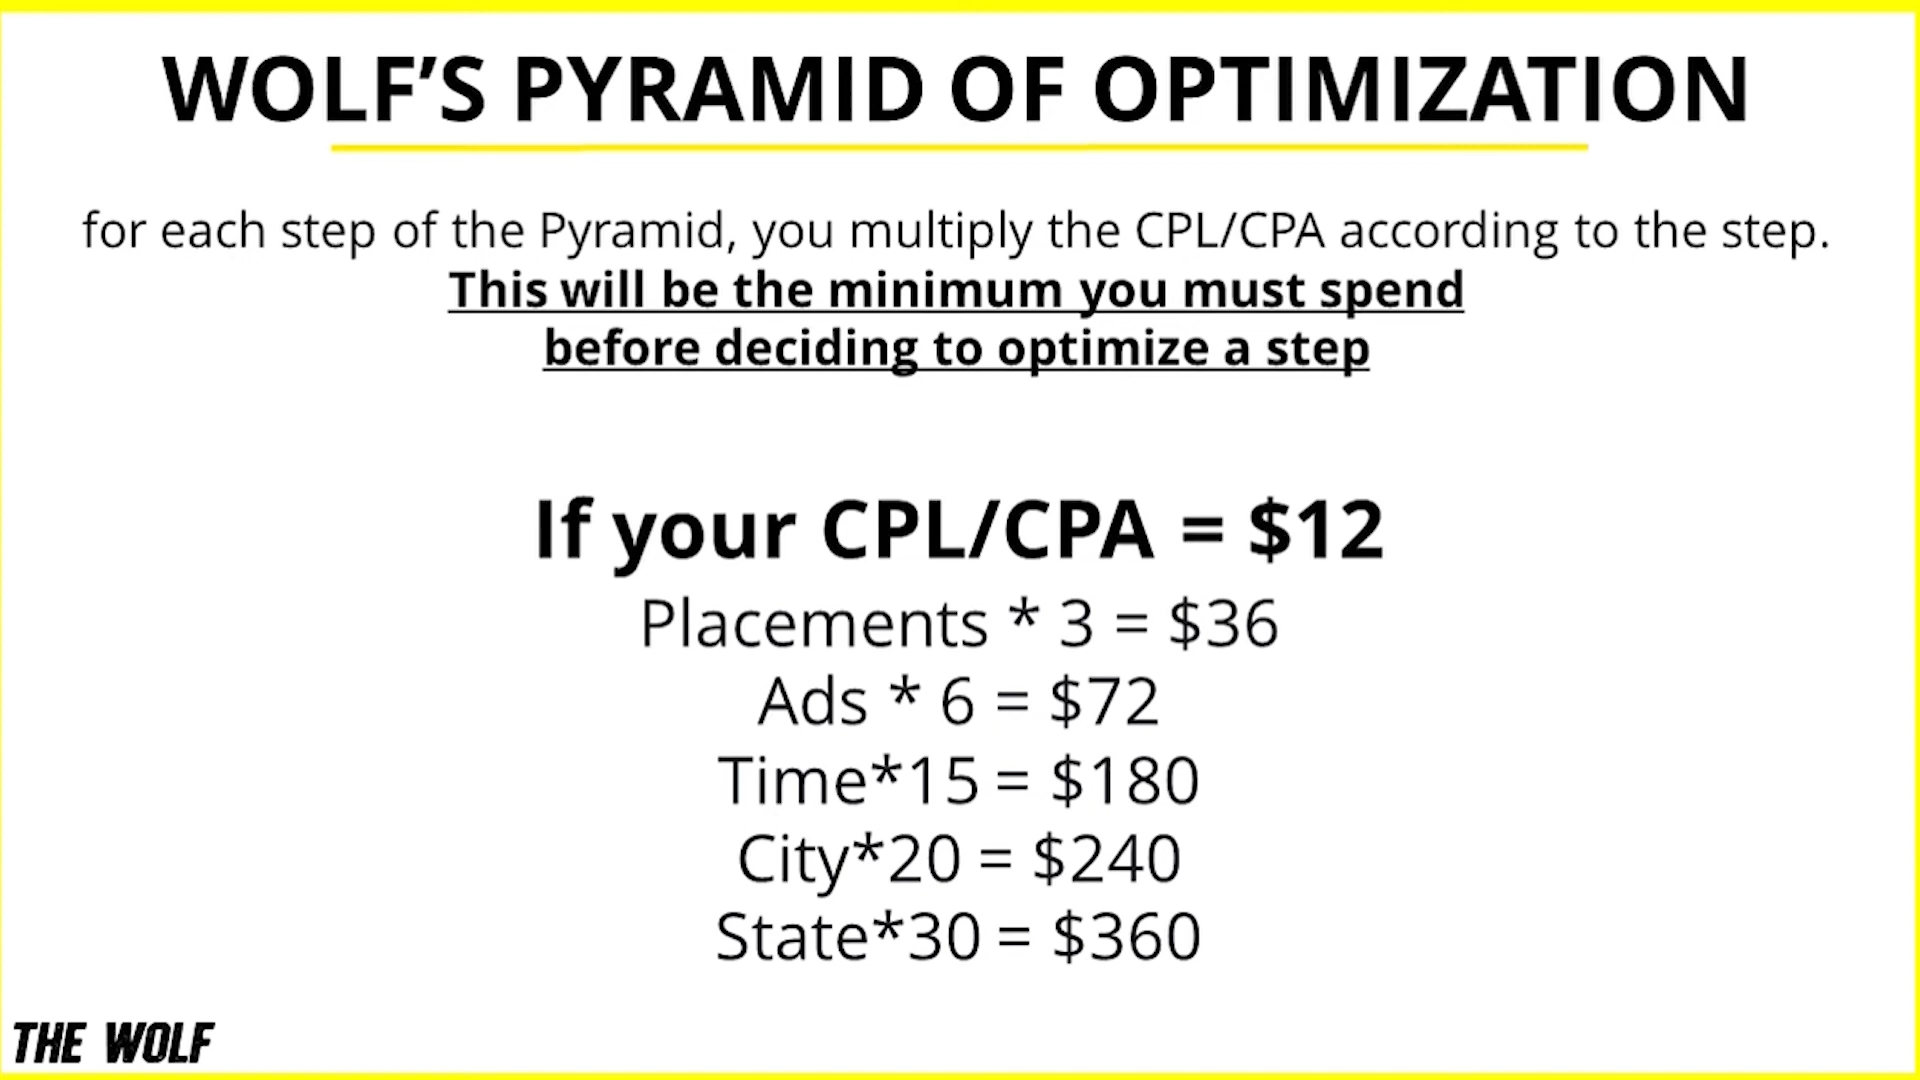 WOLF’S PYRAMID OF OPTIMIZATION
for each step of the Pyramid, you multiply the CPL/CPA according to the step.
This will be the minimum you must spend
before deciding to optimize a step
If your CPL/CPA = $12
Placements * 3 = $36
Ads * 6 = $72
Time*15 = $180
City*20 = $240
State*30 = $360
THE WOLF